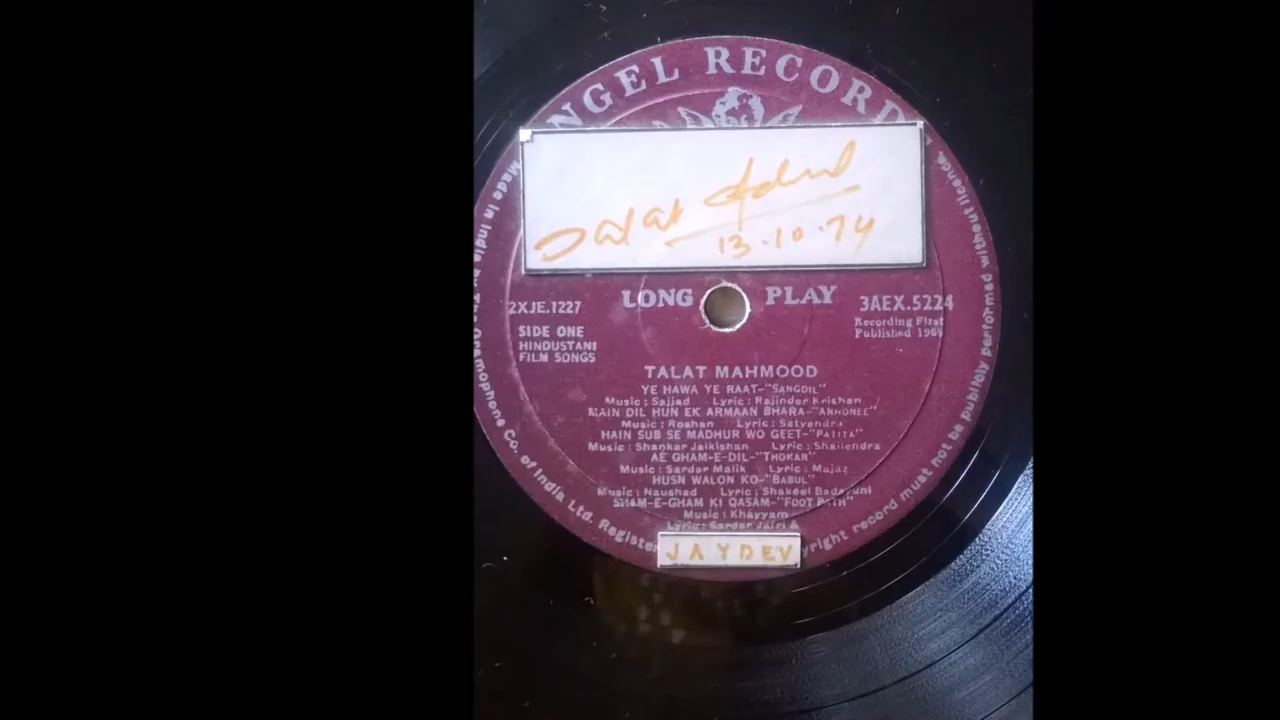 ANGEL RECORDS
Talat
13.10.74
LONG PLAY
2XJE.1227
SIDE ONE
HINDUSTANI
FILM SONGS
3AEX.5224
Recording First
Published 1969
TALAT MAHMOOD
YE HAWA YE RAAT-"SANGDIL"
Music : Sajjad Lyric : Rajinder Krishan
MAIN DIL HUN EK ARMAAN BHARA-"ANHONEE"
Music : Roshan Lyric : Satyendra
HAIN SUB SE MADHUR WO GEET-"PATITA"
Music : Shankar Jaikishan Lyric : Shailendra
AE GHAM-E-DIL-"THOKAR"
Music : Sardar Malik Lyric : Majaz
HUSN WALON KO-"BABUL"
Music : Naushad Lyric : Shakeel Badayuni
SHAM-E-GHAM KI QASAM-"FOOT PATH"
Music : Khayyam
Lyric : Sardar Jafri &
JAYDEV
Made in India by The Gramophone Co. of India Ltd. Register
yright record must not be publicly performed without licence.